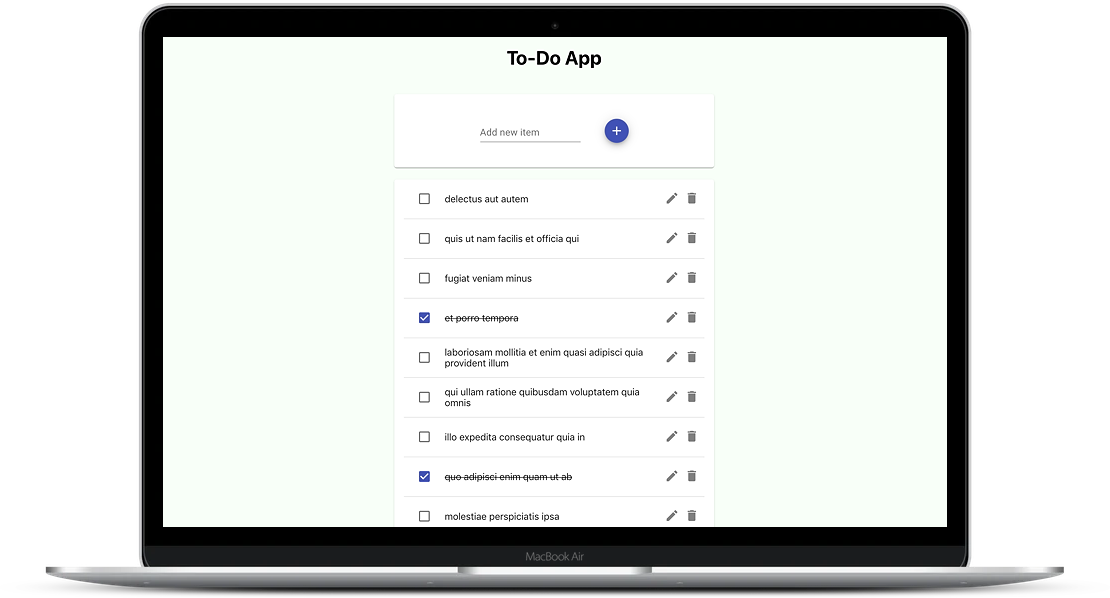 To-Do App
Add new item
delectus aut autem
quis ut nam facilis et officia qui
fugiat veniam minus
et porro tempora
laboriosam mollitia et enim quasi adipisci quia
provident illum
qui ullam ratione quibusdam voluptatem quia
omnis
illo expedita consequatur quia in
quo adipisci enim quam ut ab
molestiae perspiciatis ipsa
MacBook Air